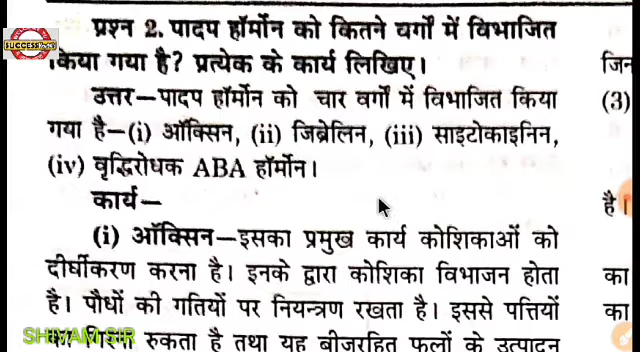 प्रश्न 2. पादप हॉर्मोन को कितने वर्गों में विभाजित
किया गया है? प्रत्येक के कार्य लिखिए।
SUCCESS
उत्तर—पादप हॉर्मोन को चार वर्गों में विभाजित किया
गया है—(i) ऑक्सिन, (ii) जिब्रेलिन, (iii) साइटोकाइनिन,
(iv) वृद्धिरोधक ABA हॉर्मोन।
कार्य—
(i) ऑक्सिन—इसका प्रमुख कार्य कोशिकाओं को
दीर्घीकरण करना है। इनके द्वारा कोशिका विभाजन होता
है। पौधों की गतियों पर नियन्त्रण रखता है। इससे पत्तियों
रुकता है तथा यह बीजरहित फलों के उत्पादन
SHIVAM SIR
जिन
(3)
है।
का
का